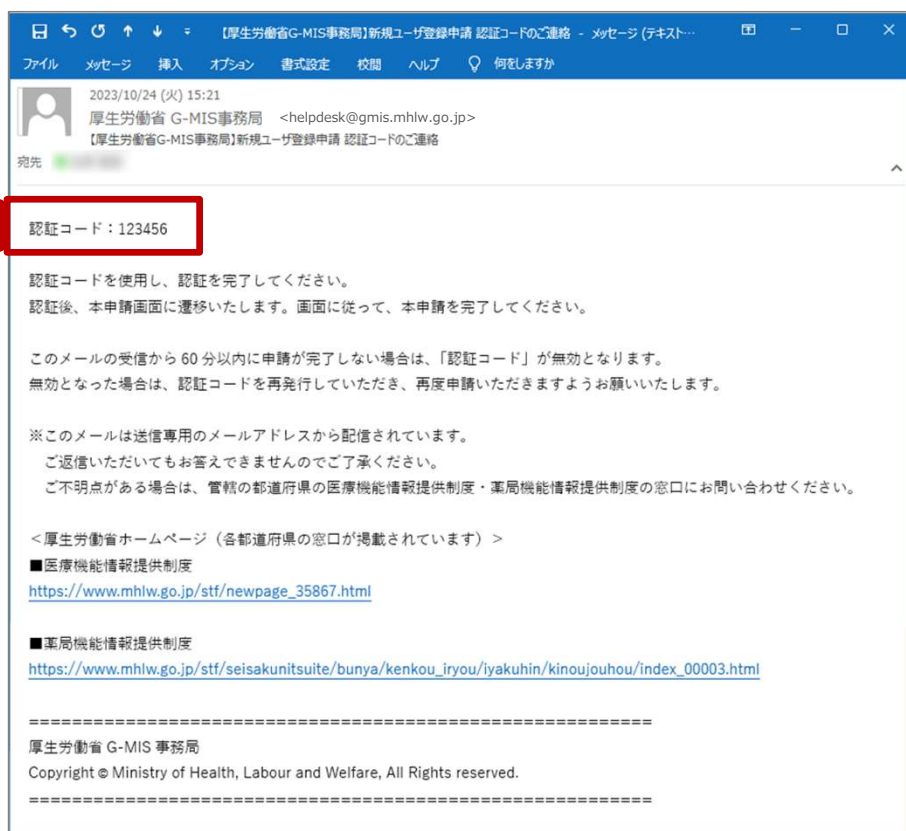 【厚生労働省G-MIS事務局】新規ユーザ登録申請 認証コードのご連絡 - メッセージ (テキスト…
ファイル メッセージ 挿入 オプション 書式設定 校閲 ヘルプ 何をしますか
2023/10/24 (火) 15:21
厚生労働省 G-MIS事務局 <helpdesk@gmis.mhlw.go.jp>
【厚生労働省G-MIS事務局】新規ユーザ登録申請 認証コードのご連絡
宛先
認証コード：123456
認証コードを使用し、認証を完了してください。
認証後、本申請画面に遷移いたします。画面に従って、本申請を完了してください。
このメールの受信から 60 分以内に申請が完了しない場合は、「認証コード」が無効となります。
無効となった場合は、認証コードを再発行していただき、再度申請いただきますようお願いいたします。
※このメールは送信専用のメールアドレスから配信されています。
ご返信いただいてもお答えできませんのでご了承ください。
ご不明点がある場合は、管轄の都道府県の医療機能情報提供制度・薬局機能情報提供制度の窓口にお問い合わせください。
＜厚生労働省ホームページ（各都道府県の窓口が掲載されています）＞
■医療機能情報提供制度
https://www.mhlw.go.jp/stf/newpage_35867.html
■薬局機能情報提供制度
https://www.mhlw.go.jp/stf/seisakunitsuite/bunya/kenkou_iryou/iyakuhin/kinoujouhou/index_00003.html
==========================================================
厚生労働省 G-MIS 事務局
Copyright © Ministry of Health, Labour and Welfare, All Rights reserved.
==========================================================